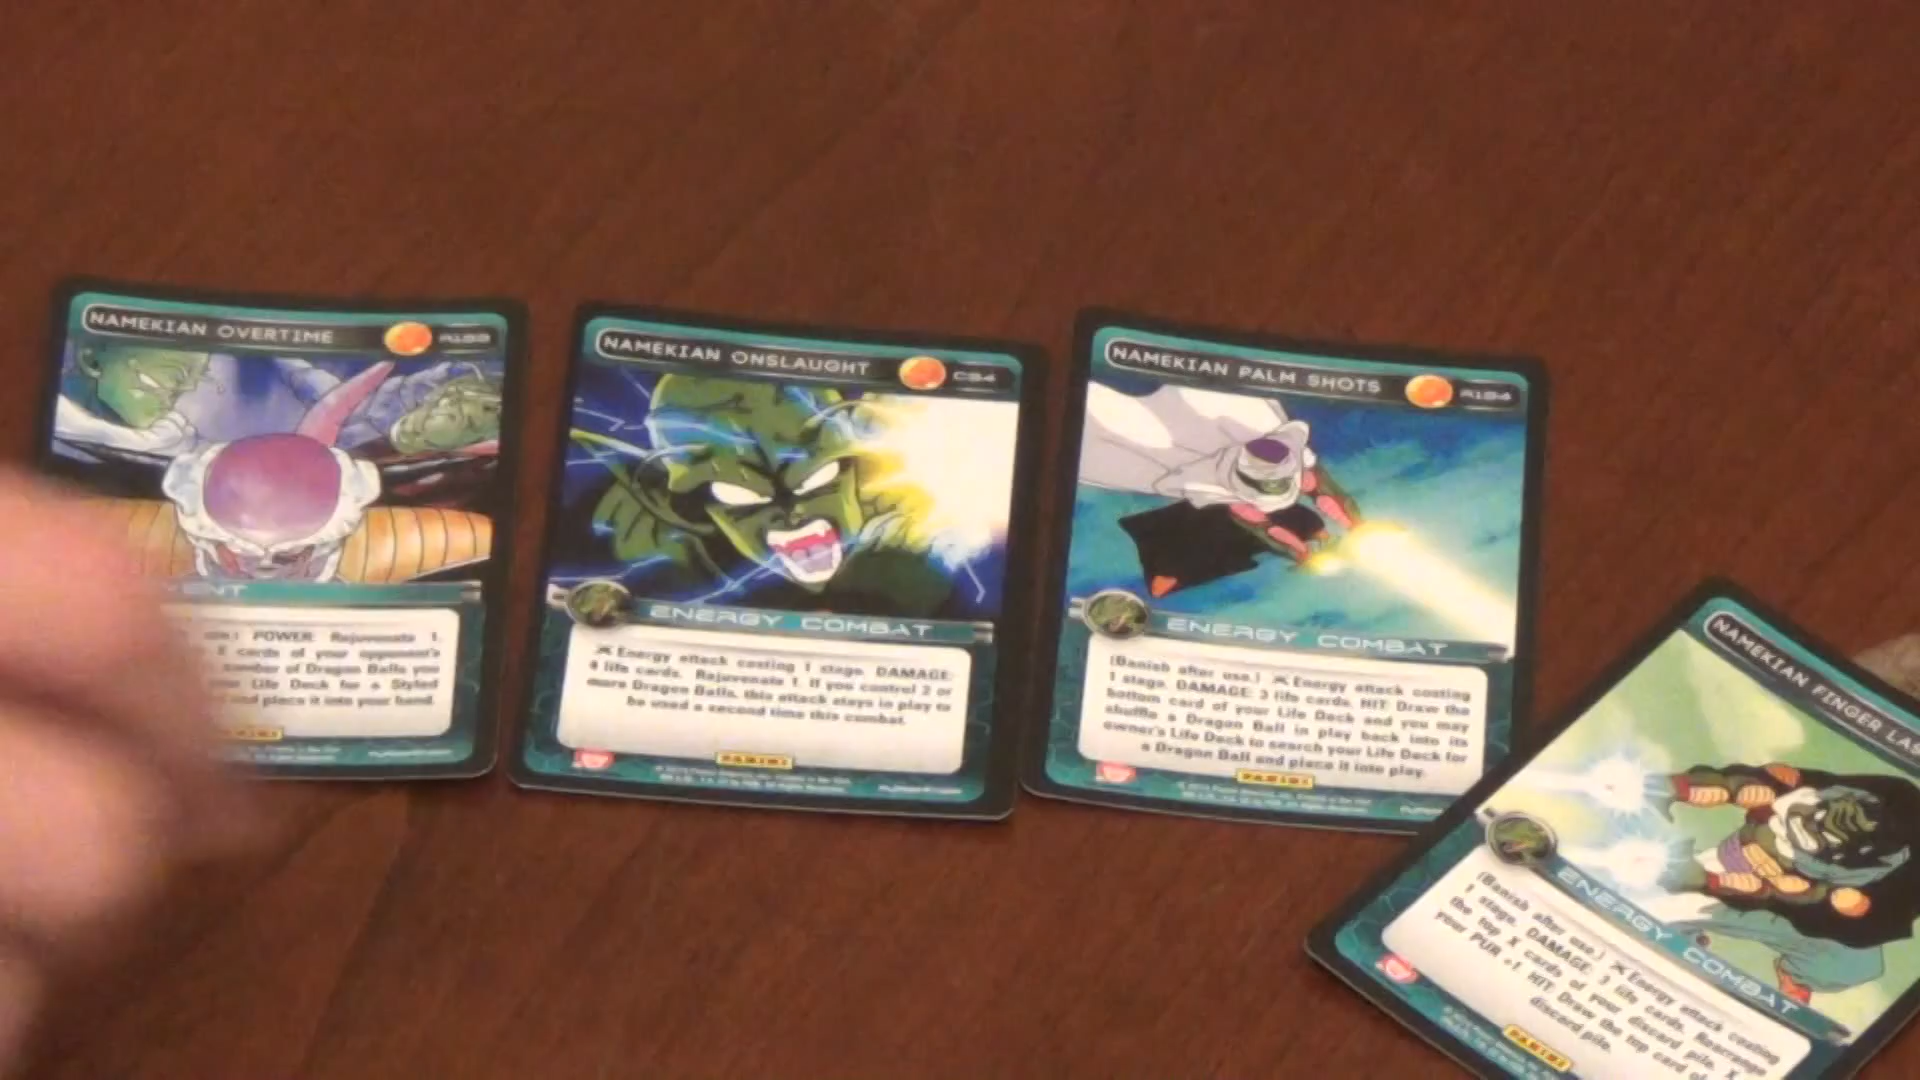 NAMEKIAN OVERTIME
use.) POWER: Rejuvenate 1.
X cards of your opponent's
number of Dragon Balls you
your Life Deck for a Styled
and place it into your hand.
NAMEKIAN ONSLAUGHT C34
ENERGY COMBAT
Energy attack costing 1 stage. DAMAGE:
4 life cards. Rejuvenate 1. If you control 2 or
more Dragon Balls, this attack stays in play to
be used a second time this combat.
PANINI
NAMEKIAN PALM SHOTS
ENERGY COMBAT
(Banish after use.) Energy attack costing
1 stage. DAMAGE: 3 life cards. HIT: Draw the
bottom card of your Life Deck and you may
shuffle a Dragon Ball in play back into its
owner's Life Deck to search your Life Deck for
a Dragon Ball and place it into play.
PANINI
NAMEKIAN FINGER LAS
ENERGY COMBAT
(Banish after use.) Energy attack costing
1 stage. DAMAGE: 3 life cards. Rearrange
the top X cards of your discard pile. X
your PUR +1. HIT: Draw the top card of
discard pile.
PANINI